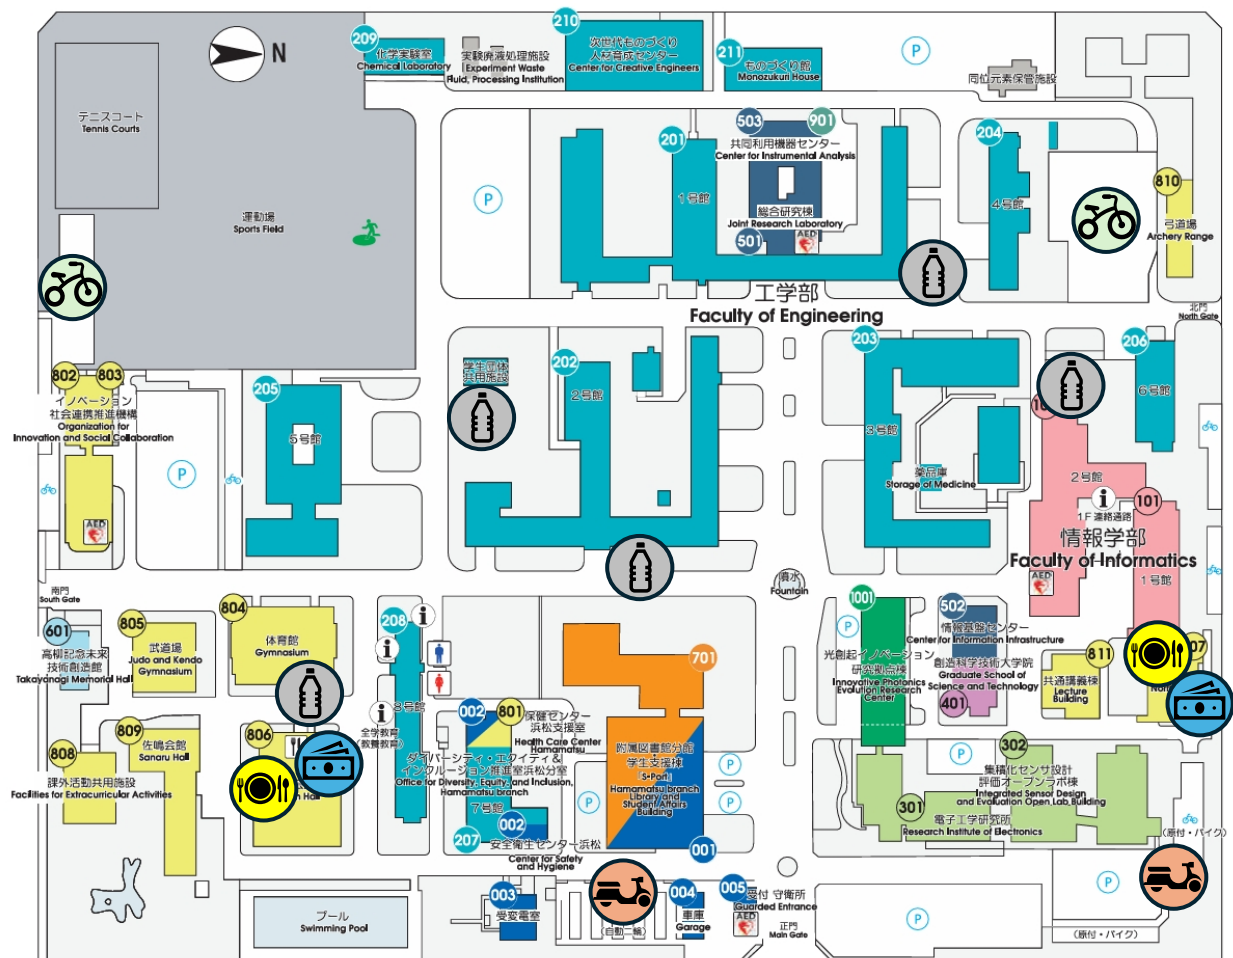 N
209
化学実験室
Chemical Laboratory
実験廃液処理施設
Experiment Waste
Fluid, Processing Institution
210
次世代ものづくり
人材育成センター
Center for Creative Engineers
211
ものづくり館
Monozukuri House
P
同位元素保管施設
テニスコート
Tennis Courts
運動場
Sports Field
P
201
1号館
503
901
共同利用機器センター
Center for Instrumental Analysis
総合研究棟
Joint Research Laboratory
501
AED
204
4号館
810
弓道場
Archery Range
工学部
Faculty of Engineering
北門
North Gate
802
803
イノベーション
社会連携推進機構
Organization for
Innovation and Social Collaboration
AED
P
205
5号館
学生団体
共用施設
202
2号館
203
3号館
薬品庫
Storage of Medicine
206
6号館
2号館
i
1F連絡通路
101
情報学部
Faculty of Informatics
AED
1号館
南門
South Gate
601
高柳記念未来
技術創造館
Takayanagi Memorial Hall
805
武道場
Judo and Kendo
Gymnasium
804
体育館
Gymnasium
208
i
i
i
8号館
全学教育
(教養教育)
噴水
Fountain
1001
P
光創起イノベーション
研究拠点棟
Innovative Photonics
Evolution Research
Center
502
情報基盤センター
Center for Information Infrastructure
創造科学技術大学院
Graduate School of
Science and Technology
401
811
共通講義棟
Lecture
Building
07
808
課外活動共用施設
Facilities for Extracurricular Activities
809
佐鳴会館
Sanaru Hall
806
Hall
002
801
保健センター
浜松支援室
Health Care Center
Hamamatsu
ダイバーシティ・エクイティ&
インクルージョン推進室浜松分室
Office for Diversity, Equity, and Inclusion,
Hamamatsu branch
7号館
207
002
安全衛生センター浜松
Center for Safety
and Hygiene
P
701
附属図書館分館
学生支援棟
「S-Port」
Hamamatsu branch
Library and
Student Affairs
Building
001
P
P
P
302
集積化センサ設計
評価オープンラボ棟
Integrated Sensor Design
and Evaluation Open Lab, Building
301
電子工学研究所
Research Institute of Electronics
(原付・バイク)
プール
Swimming Pool
003
受変電室
(自動二輪)
004
車庫
Garage
005
受付 守衛所
Guarded Entrance
AED
正門
Main Gate
P
P
(原付・バイク)